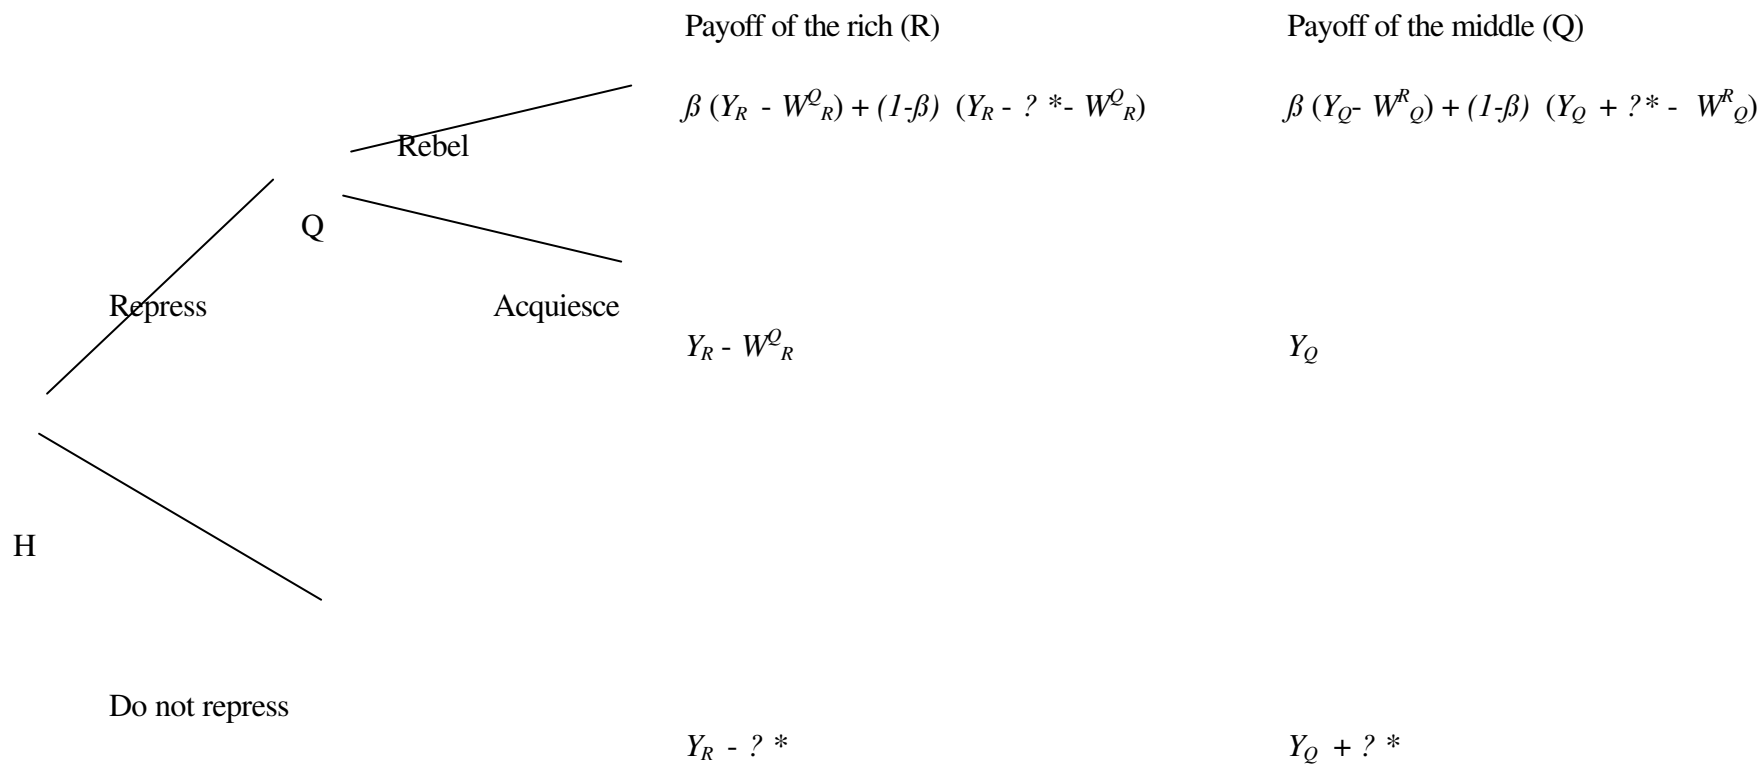 Payoff of the rich (R) Payoff of the middle (Q)
β (Y_R - W^Q_R) + (1-β) (Y_R - ? *- W^Q_R) β (Y_Q- W^R_Q) + (1-β) (Y_Q + ?* - W^R_Q)
Rebel
Q
Repress Acquiesce
Y_R - W^Q_R Y_Q
H
Do not repress
Y_R - ? * Y_Q + ? *